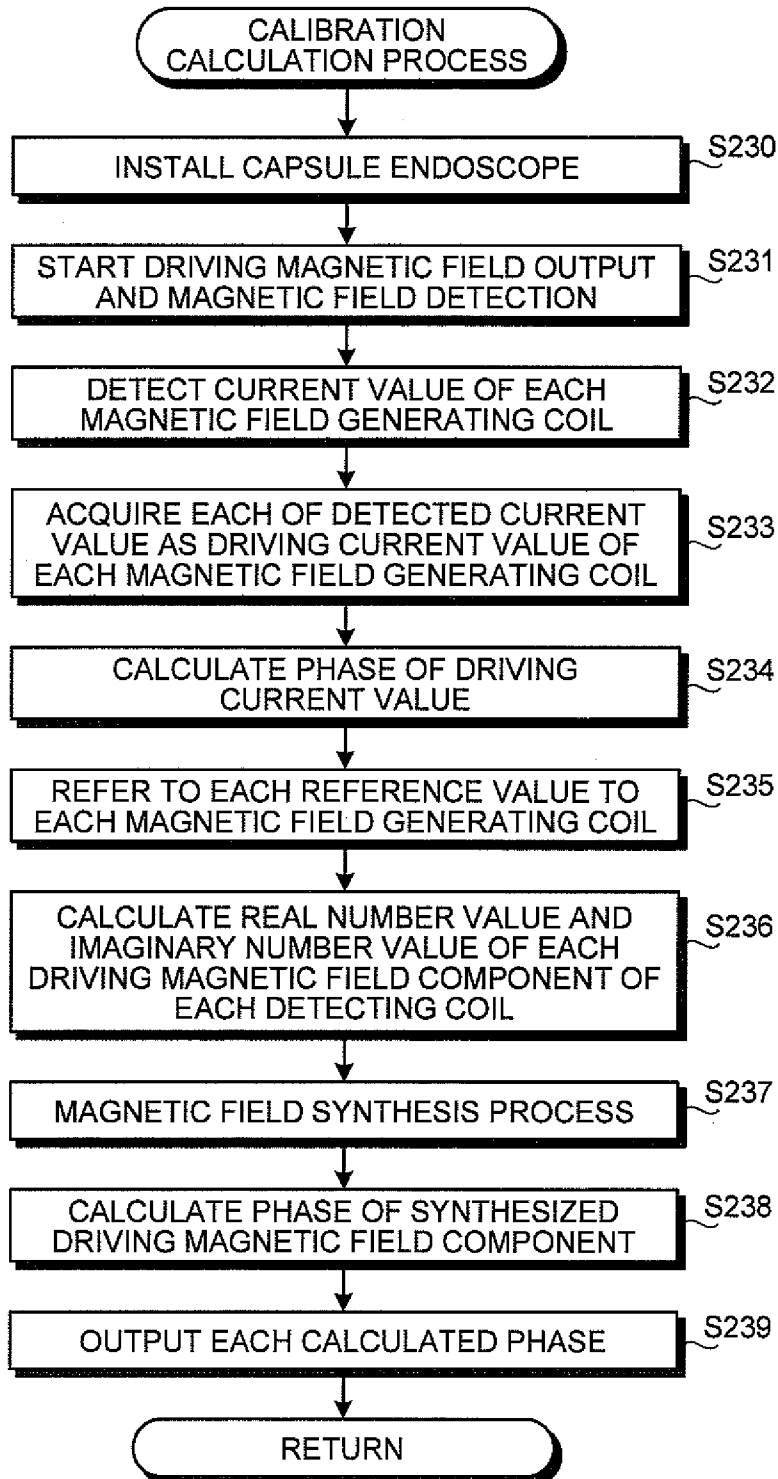 CALIBRATION
CALCULATION PROCESS
S230
INSTALL CAPSULE ENDOSCOPE
S231
START DRIVING MAGNETIC FIELD OUTPUT
AND MAGNETIC FIELD DETECTION
S232
DETECT CURRENT VALUE OF EACH
MAGNETIC FIELD GENERATING COIL
S233
ACQUIRE EACH OF DETECTED CURRENT
VALUE AS DRIVING CURRENT VALUE OF
EACH MAGNETIC FIELD GENERATING COIL
S234
CALCULATE PHASE OF DRIVING
CURRENT VALUE
S235
REFER TO EACH REFERENCE VALUE TO
EACH MAGNETIC FIELD GENERATING COIL
S236
CALCULATE REAL NUMBER VALUE AND
IMAGINARY NUMBER VALUE OF EACH
DRIVING MAGNETIC FIELD COMPONENT OF
EACH DETECTING COIL
S237
MAGNETIC FIELD SYNTHESIS PROCESS
S238
CALCULATE PHASE OF SYNTHESIZED
DRIVING MAGNETIC FIELD COMPONENT
S239
OUTPUT EACH CALCULATED PHASE
RETURN